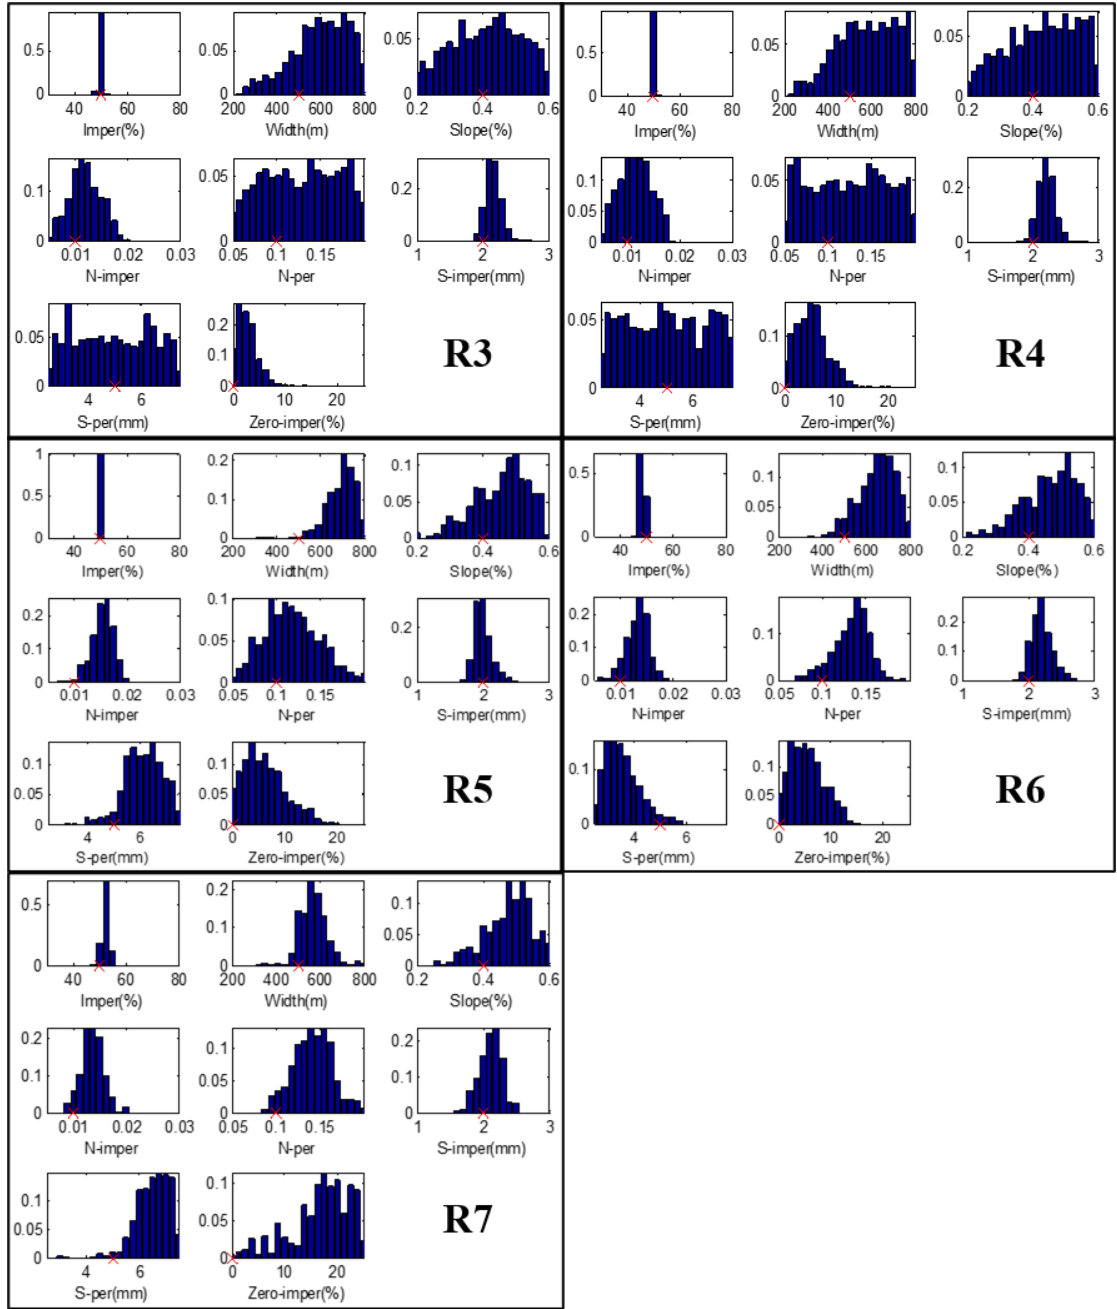 0.5 0.05 0.05
0 0 0
40 60 80 200 400 600 800 0.2 0.4 0.6
Imper(%) Width(m) Slope(%)
0.1 0.05 0.2
0 0 0
0.01 0.02 0.03 0.05 0.1 0.15 1 2 3
N-imper N-per S-imper(mm)
0.05 0.2
0.1
0 0
4 6 0 10 20
S-per(mm) Zero-imper(%)
R3
0.5 0.05 0.05
0 0 0
40 60 80 200 400 600 800 0.2 0.4 0.6
Imper(%) Width(m) Slope(%)
0.1 0.05 0.2
0.05
0 0 0
0.01 0.02 0.03 0.05 0.1 0.15 1 2 3
N-imper N-per S-imper(mm)
0.05 0.1
0 0
4 6 0 10 20
S-per(mm) Zero-imper(%)
R4
1 0.2 0.1
0.5 0.1 0.05
0 0 0
40 60 80 200 400 600 800 0.2 0.4 0.6
Imper(%) Width(m) Slope(%)
0.2 0.1 0.2
0.1 0.05
0 0 0
0.01 0.02 0.03 0.05 0.1 0.15 1 2 3
N-imper N-per S-imper(mm)
0.1 0.1
0.05 0.05
0 0
4 6 0 10 20
S-per(mm) Zero-imper(%)
R5
0.5 0.1 0.1
0.05 0.05
0 0 0
40 60 80 200 400 600 800 0.2 0.4 0.6
Imper(%) Width(m) Slope(%)
0.2 0.1 0.2
0.1 0.1
0 0 0
0.01 0.02 0.03 0.05 0.1 0.15 1 2 3
N-imper N-per S-imper(mm)
0.1 0.1
0.05
0 0.00
4 6 0 10 20
S-per(mm) Zero-imper(%)
R6
0.5 0.2 0.1
0.1 0.05
0 0 0
40 60 80 200 400 600 800 0.2 0.4 0.6
Imper(%) Width(m) Slope(%)
0.2 0.1 0.2
0.1 0.05 0.1
0 0 0
0.01 0.02 0.03 0.05 0.1 0.15 1 2 3
N-imper N-per S-imper(mm)
0.1 0.1
0.05 0.05
0 0
4 6 0 10 20
S-per(mm) Zero-imper(%)
R7